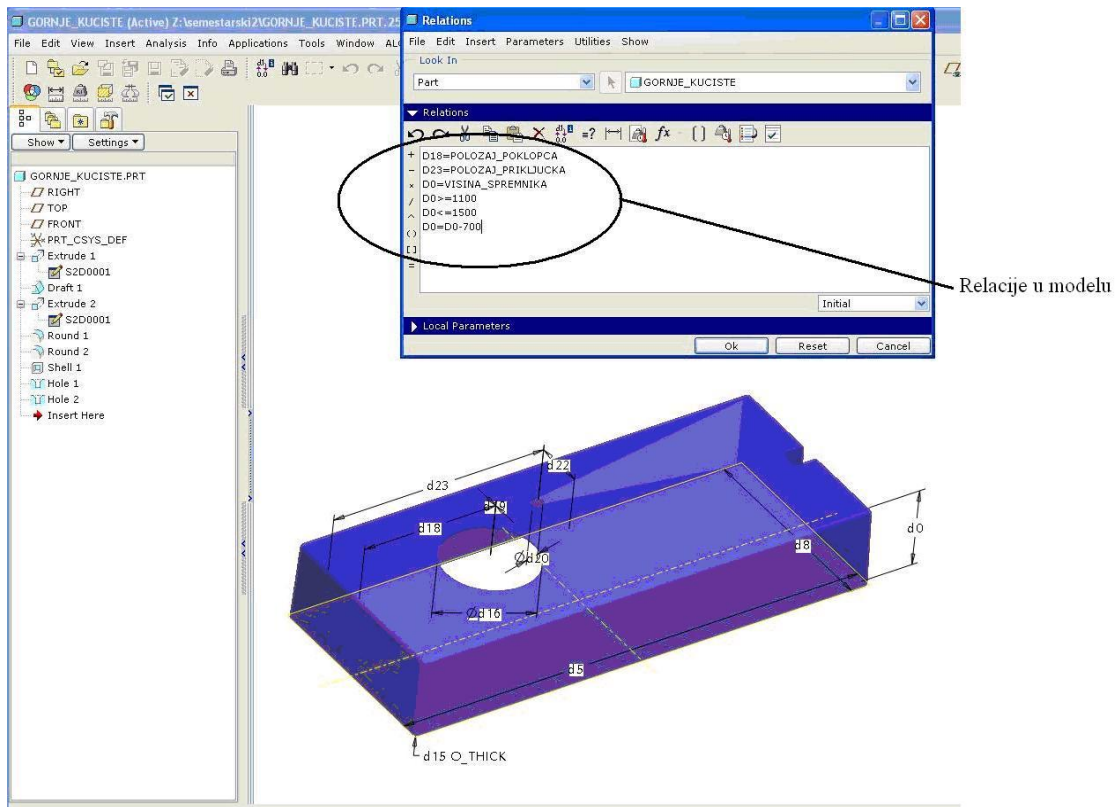 GORNJE_KUCISTE (Active) Z:\semestarski2\GORNJE_KUCISTE.PRT.25
File Edit View Insert Analysis Info Applications Tools Window
Show Settings
GORNJE_KUCISTE.PRT
RIGHT
TOP
FRONT
PRT_CSYS_DEF
Extrude 1
S2D0001
Draft 1
Extrude 2
S2D0001
Round 1
Round 2
Shell 1
Hole 1
Hole 2
Insert Here
Relations
File Edit Insert Parameters Utilities Show
Look In
Part GORNJE_KUCISTE
Relations
D18=POLOZAJ_POKLOPCA
D23=POLOZAJ_PRIKLJUCKA
D0=VISINA_SPREMNIKA
D0>=1100
D0<=1500
D0=D0-700
Initial
Local Parameters
Ok Reset Cancel
Relacije u modelu
d22
d23
d19
d18
d0
d8
Ød20
Ød16
d5
d15 O_THICK